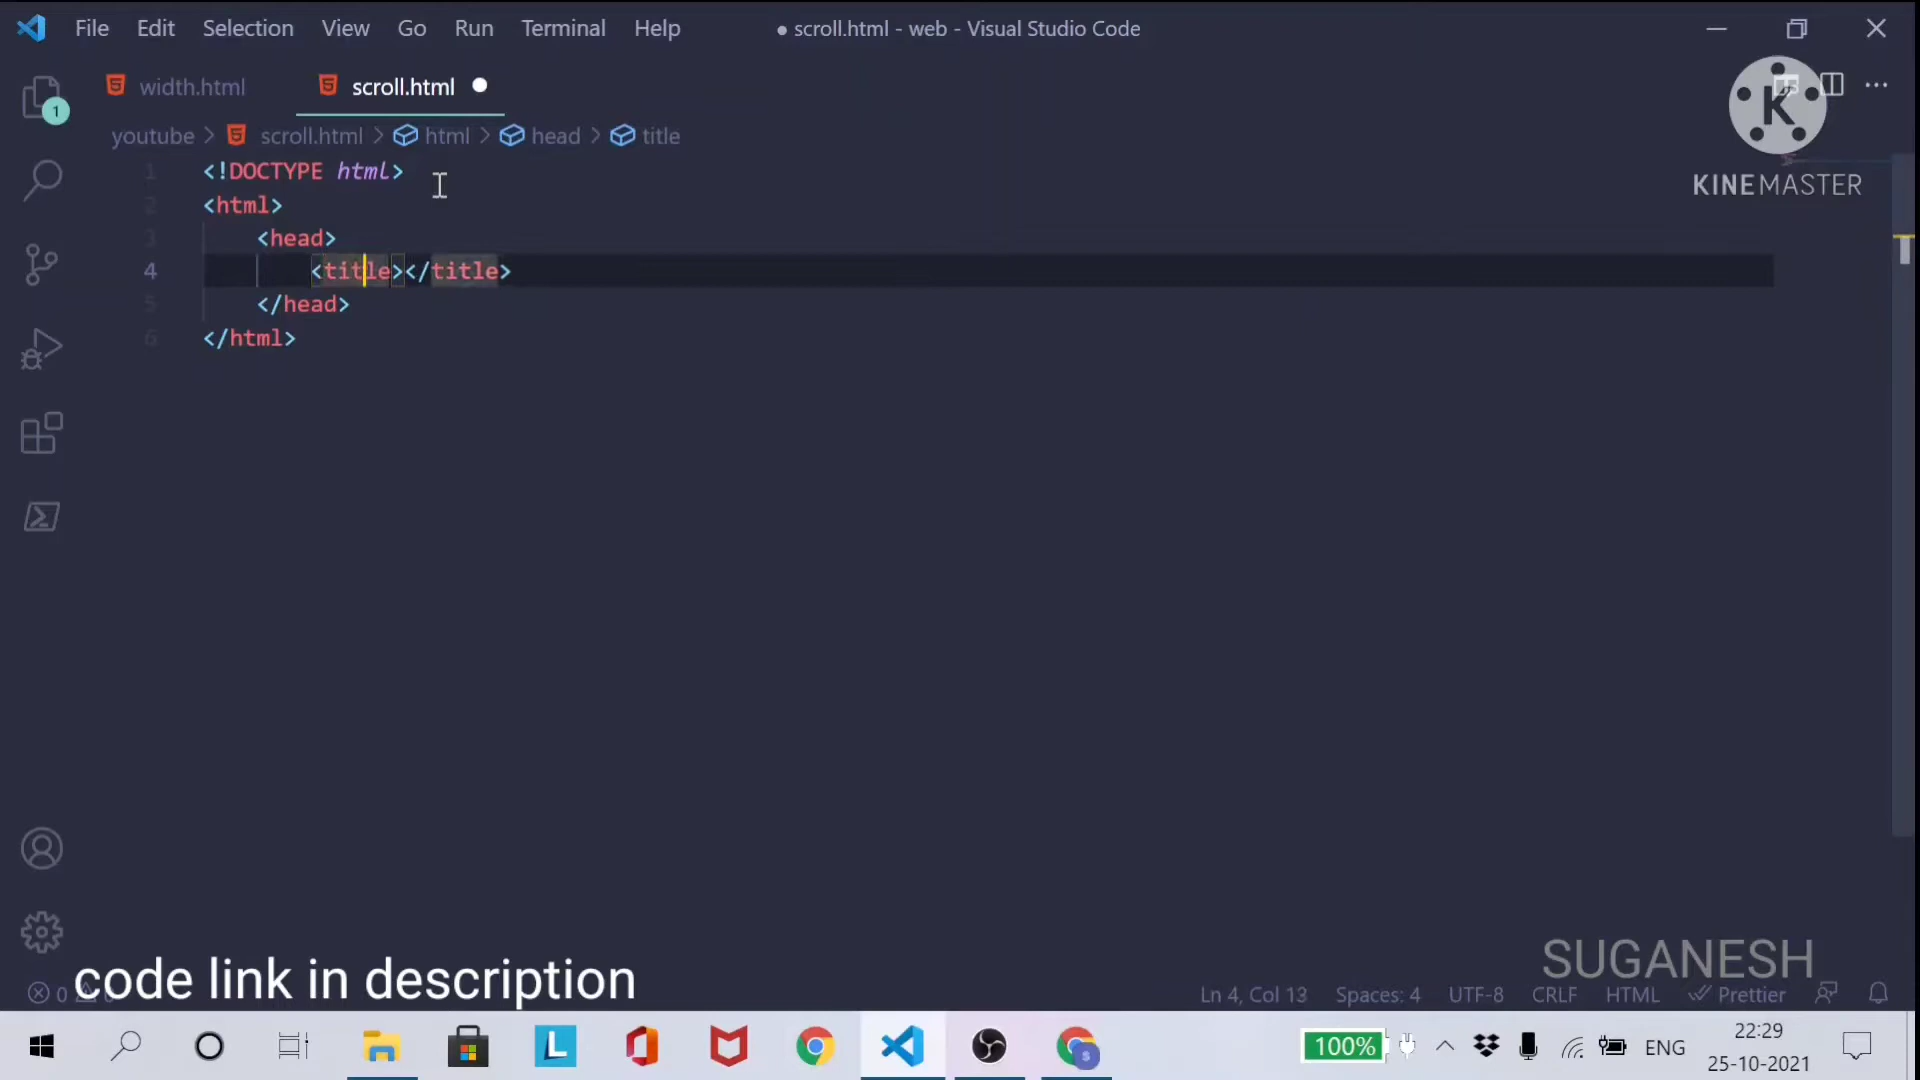 File Edit Selection View Go Run Terminal Help ● scroll.html - web - Visual Studio Code
width.html scroll.html
1
youtube > scroll.html > html > head > title
KINEMASTER
1 <!DOCTYPE html>
2 <html>
3 <head>
4 <title></title>
5 </head>
6 </html>
SUGANESH
code link in description
0
Ln 4, Col 13 Spaces: 4 UTF-8 CRLF HTML Prettier
100% ENG 22:29
25-10-2021